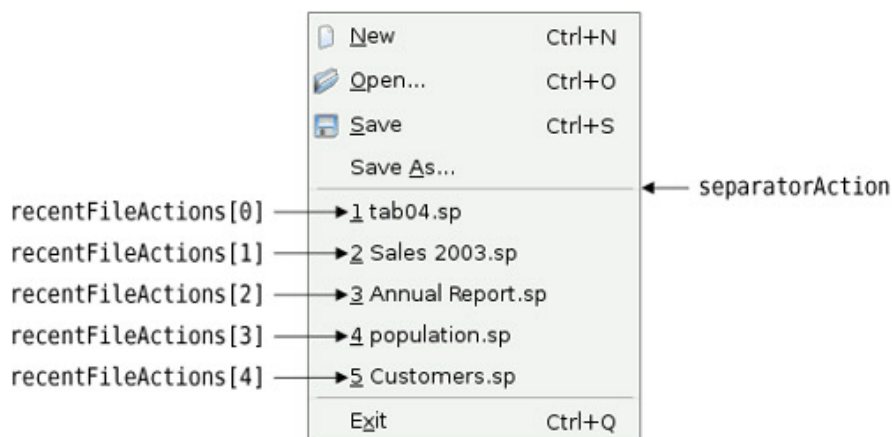 New Ctrl+N
Open... Ctrl+O
Save Ctrl+S
Save As...
separatorAction
recentFileActions[0] 1 tab04.sp
recentFileActions[1] 2 Sales 2003.sp
recentFileActions[2] 3 Annual Report.sp
recentFileActions[3] 4 population.sp
recentFileActions[4] 5 Customers.sp
Exit Ctrl+Q